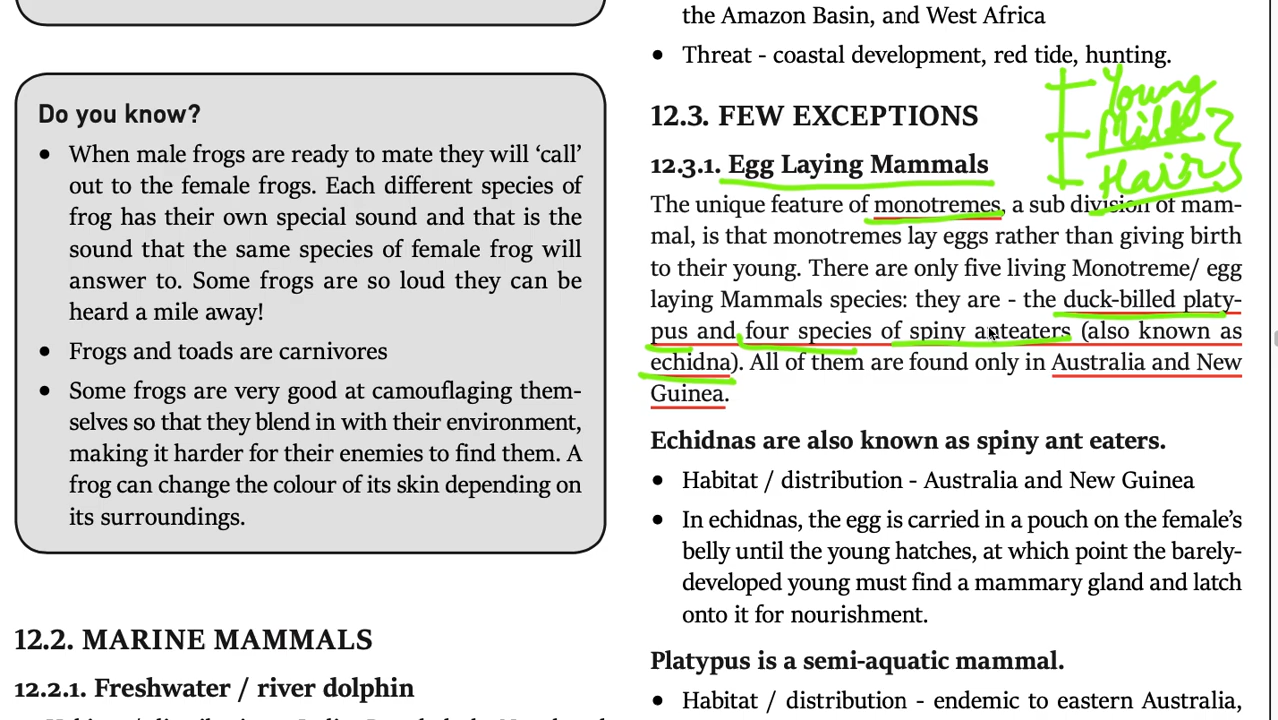 Do you know?
• When male frogs are ready to mate they will ‘call’
out to the female frogs. Each different species of
frog has their own special sound and that is the
sound that the same species of female frog will
answer to. Some frogs are so loud they can be
heard a mile away!
• Frogs and toads are carnivores
• Some frogs are very good at camouflaging them-
selves so that they blend in with their environment,
making it harder for their enemies to find them. A
frog can change the colour of its skin depending on
its surroundings.
12.2. MARINE MAMMALS
12.2.1. Freshwater / river dolphin
the Amazon Basin, and West Africa
• Threat - coastal development, red tide, hunting.
12.3. FEW EXCEPTIONS
Young
Milk
Hair
12.3.1. Egg Laying Mammals
The unique feature of monotremes, a sub division of mam-
mal, is that monotremes lay eggs rather than giving birth
to their young. There are only five living Monotreme/ egg
laying Mammals species: they are - the duck-billed platy-
pus and four species of spiny anteaters (also known as
echidna). All of them are found only in Australia and New
Guinea.
Echidnas are also known as spiny ant eaters.
• Habitat / distribution - Australia and New Guinea
• In echidnas, the egg is carried in a pouch on the female’s
belly until the young hatches, at which point the barely-
developed young must find a mammary gland and latch
onto it for nourishment.
Platypus is a semi-aquatic mammal.
• Habitat / distribution - endemic to eastern Australia,